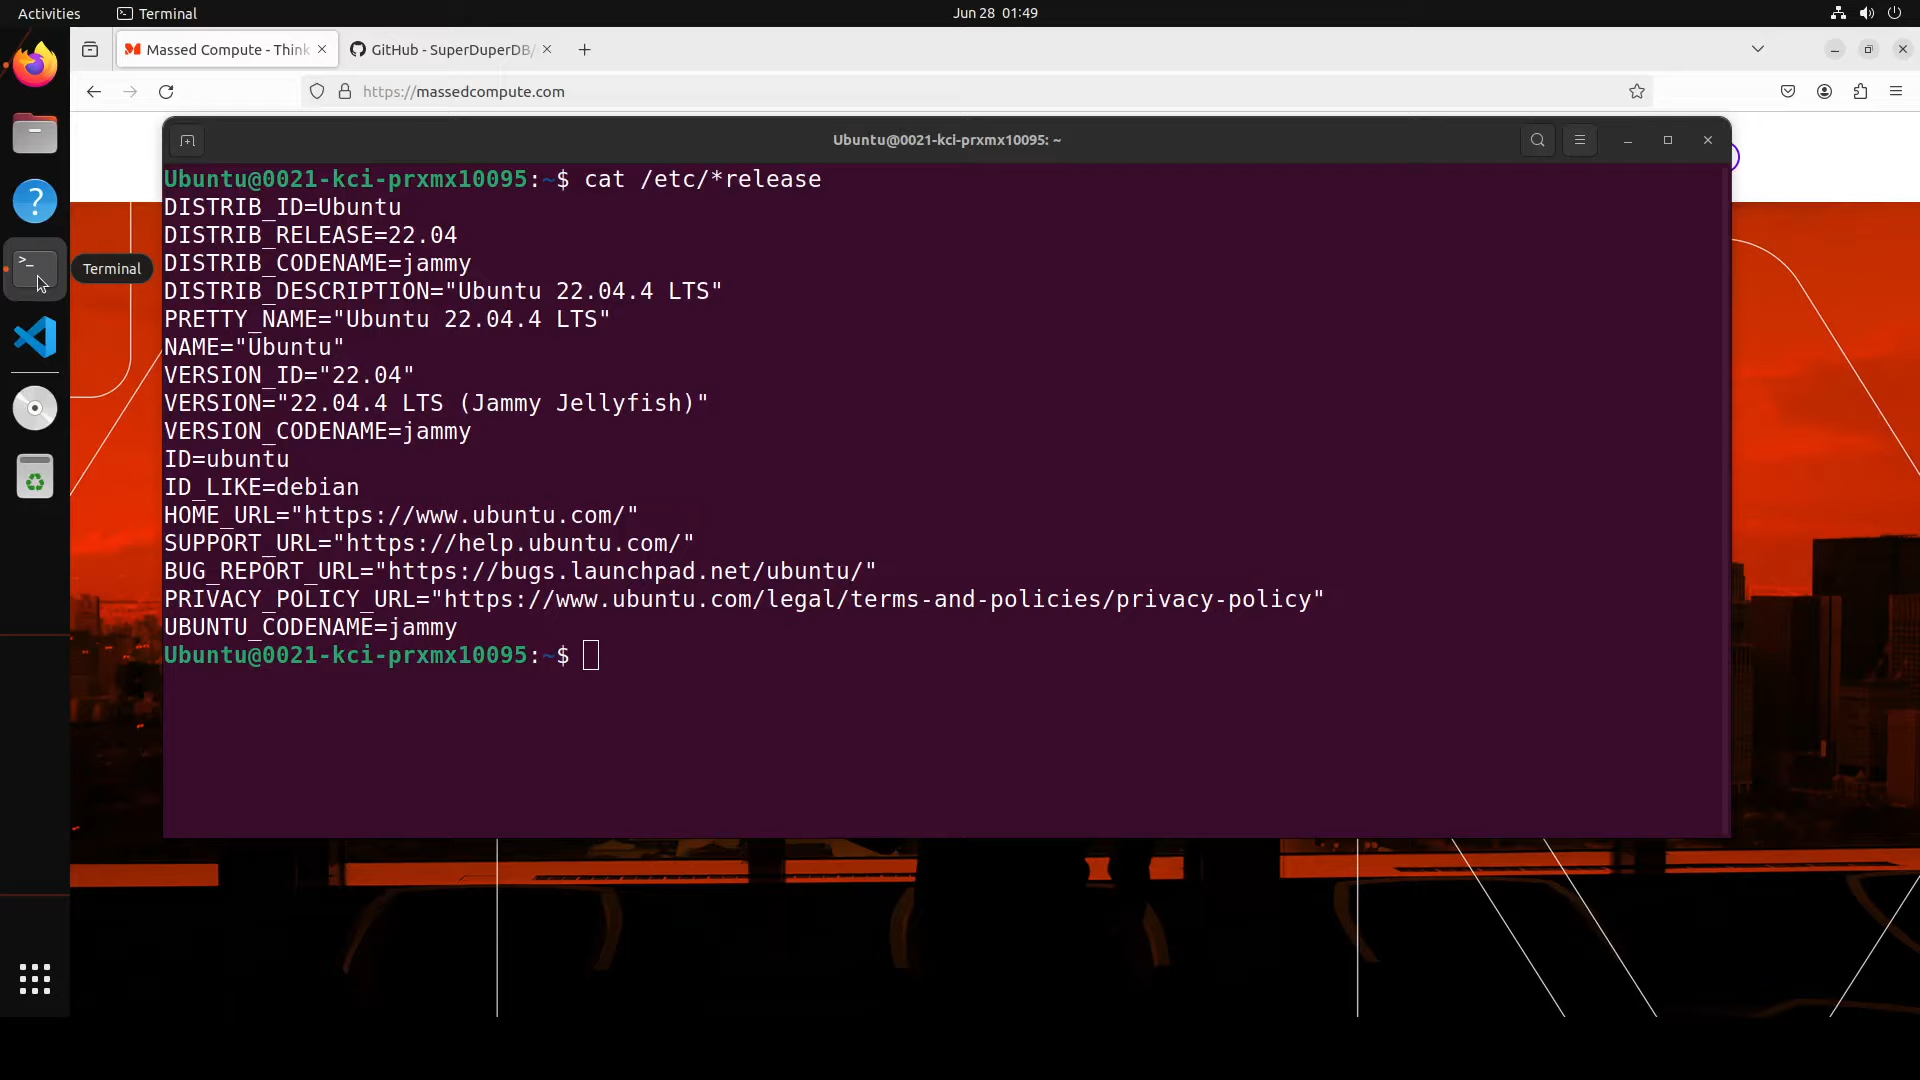 Activities
Terminal
Jun 28 01:49
Massed Compute - Think
GitHub - SuperDuperDB/
https://massedcompute.com
Ubuntu@0021-kci-prxmx10095: ~
Ubuntu@0021-kci-prxmx10095:~$ cat /etc/*release
DISTRIB_ID=Ubuntu
DISTRIB_RELEASE=22.04
DISTRIB_CODENAME=jammy
DISTRIB_DESCRIPTION="Ubuntu 22.04.4 LTS"
PRETTY_NAME="Ubuntu 22.04.4 LTS"
NAME="Ubuntu"
VERSION_ID="22.04"
VERSION="22.04.4 LTS (Jammy Jellyfish)"
VERSION_CODENAME=jammy
ID=ubuntu
ID_LIKE=debian
HOME_URL="https://www.ubuntu.com/"
SUPPORT_URL="https://help.ubuntu.com/"
BUG_REPORT_URL="https://bugs.launchpad.net/ubuntu/"
PRIVACY_POLICY_URL="https://www.ubuntu.com/legal/terms-and-policies/privacy-policy"
UBUNTU_CODENAME=jammy
Ubuntu@0021-kci-prxmx10095:~$
Terminal